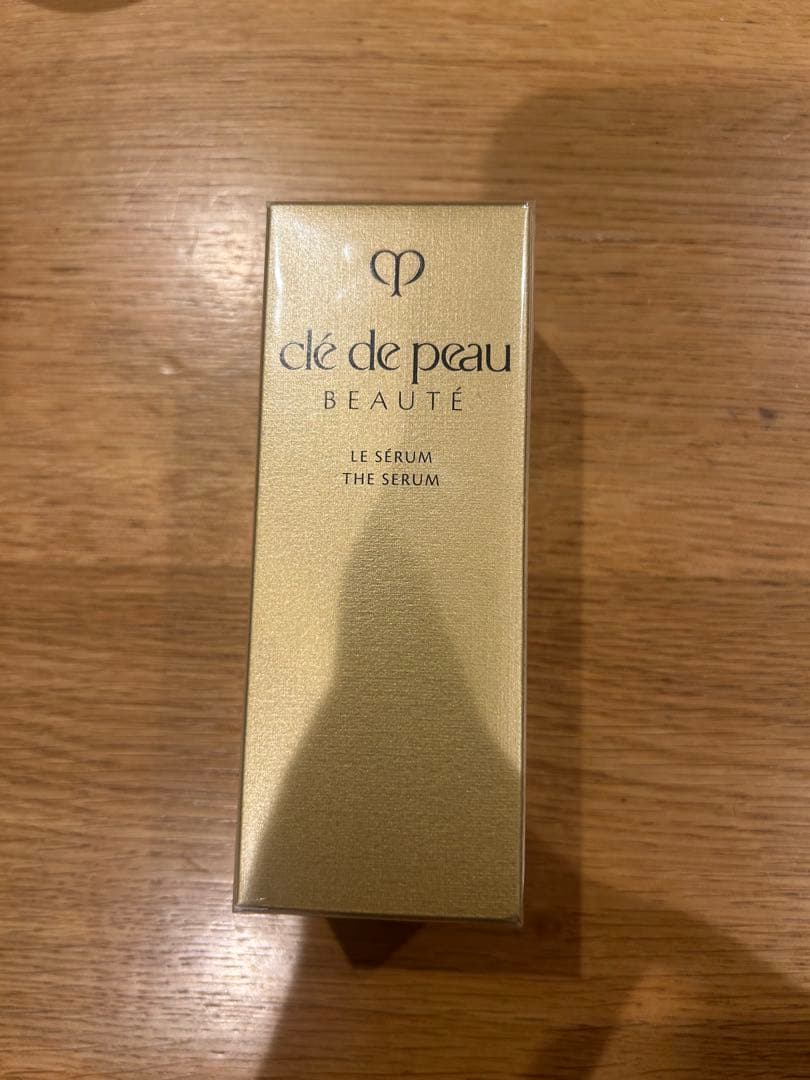 clé de peau
BEAUTÉ
LE SÉRUM
THE SERUM